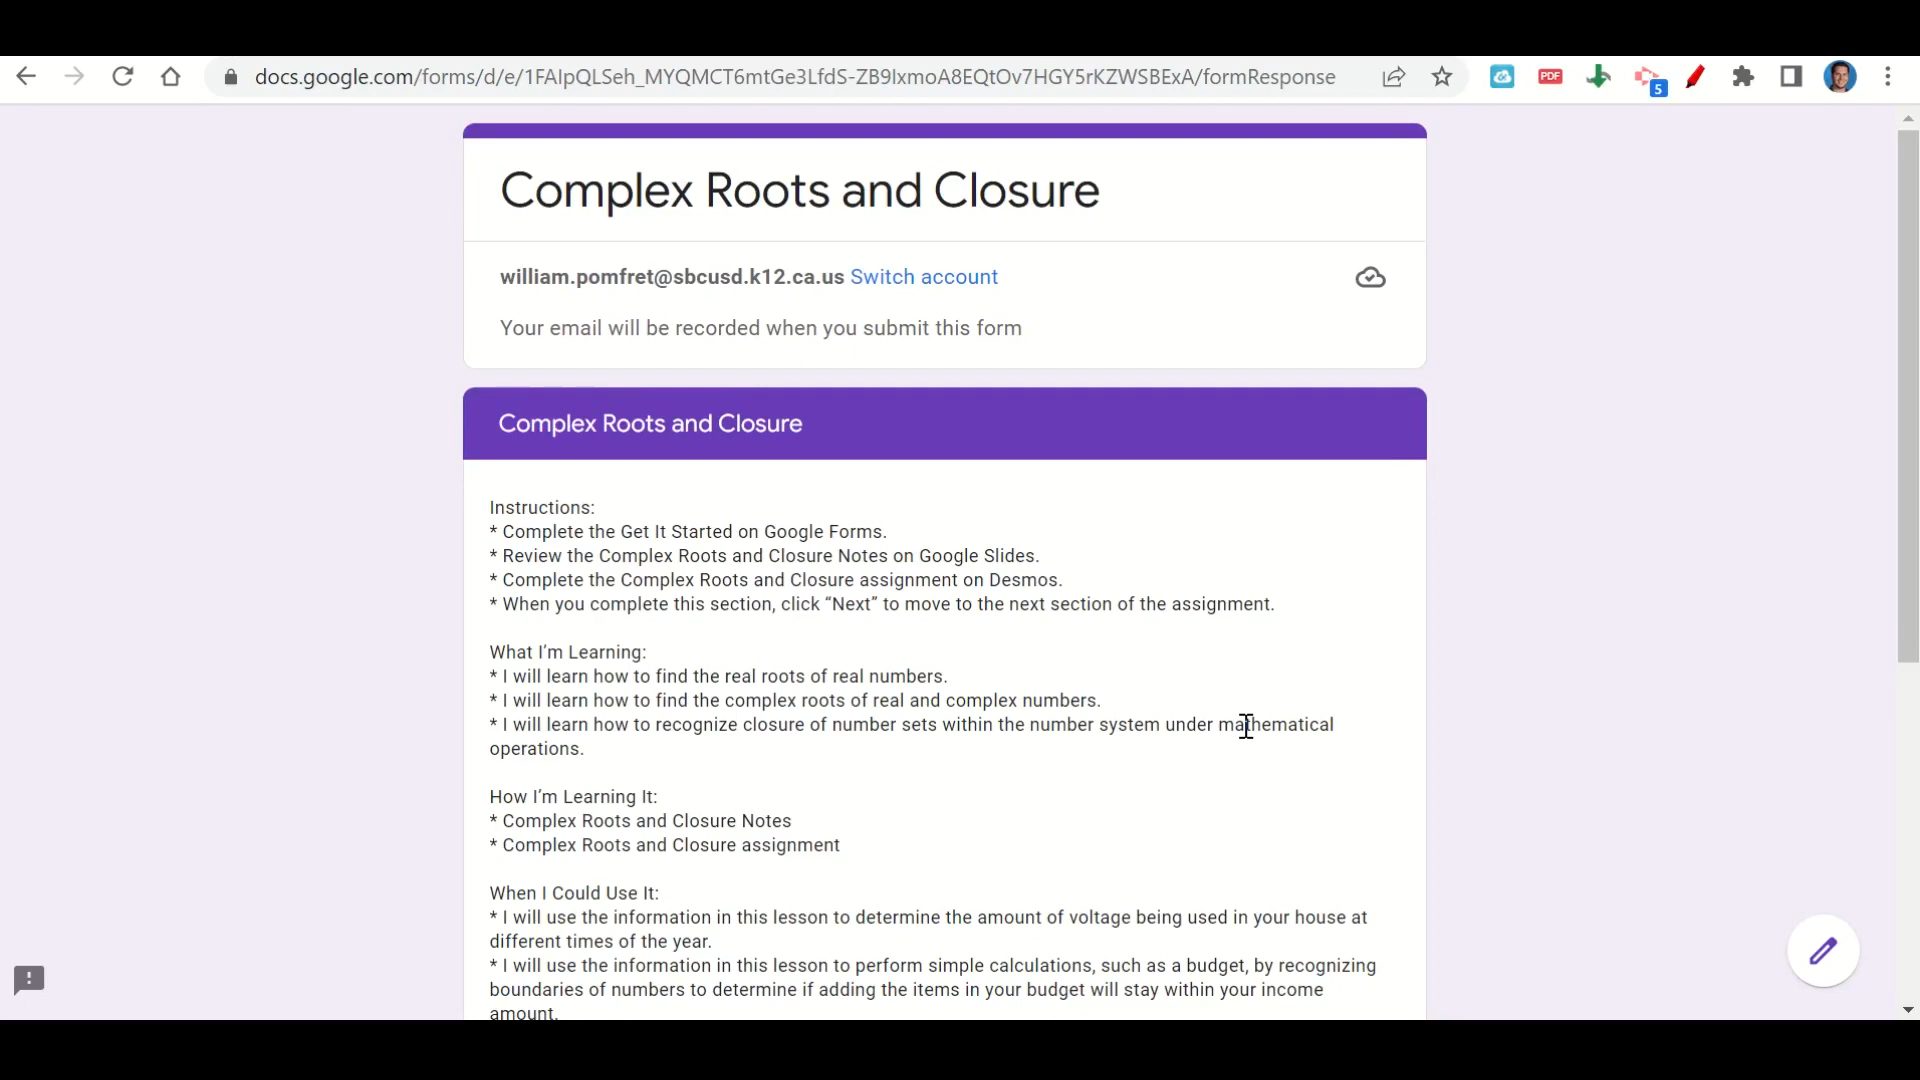 docs.google.com/forms/d/e/1FAIpQLSeh_MYQMCT6mtGe3LfdS-ZB9IxmoA8EQtOv7HGY5rKZWSBExA/formResponse
PDF
5
Complex Roots and Closure
william.pomfret@sbcusd.k12.ca.us Switch account
Your email will be recorded when you submit this form
Complex Roots and Closure
Instructions:
* Complete the Get It Started on Google Forms.
* Review the Complex Roots and Closure Notes on Google Slides.
* Complete the Complex Roots and Closure assignment on Desmos.
* When you complete this section, click “Next” to move to the next section of the assignment.
What I’m Learning:
* I will learn how to find the real roots of real numbers.
* I will learn how to find the complex roots of real and complex numbers.
* I will learn how to recognize closure of number sets within the number system under mathematical
operations.
How I’m Learning It:
* Complex Roots and Closure Notes
* Complex Roots and Closure assignment
When I Could Use It:
* I will use the information in this lesson to determine the amount of voltage being used in your house at
different times of the year.
* I will use the information in this lesson to perform simple calculations, such as a budget, by recognizing
boundaries of numbers to determine if adding the items in your budget will stay within your income
amount.